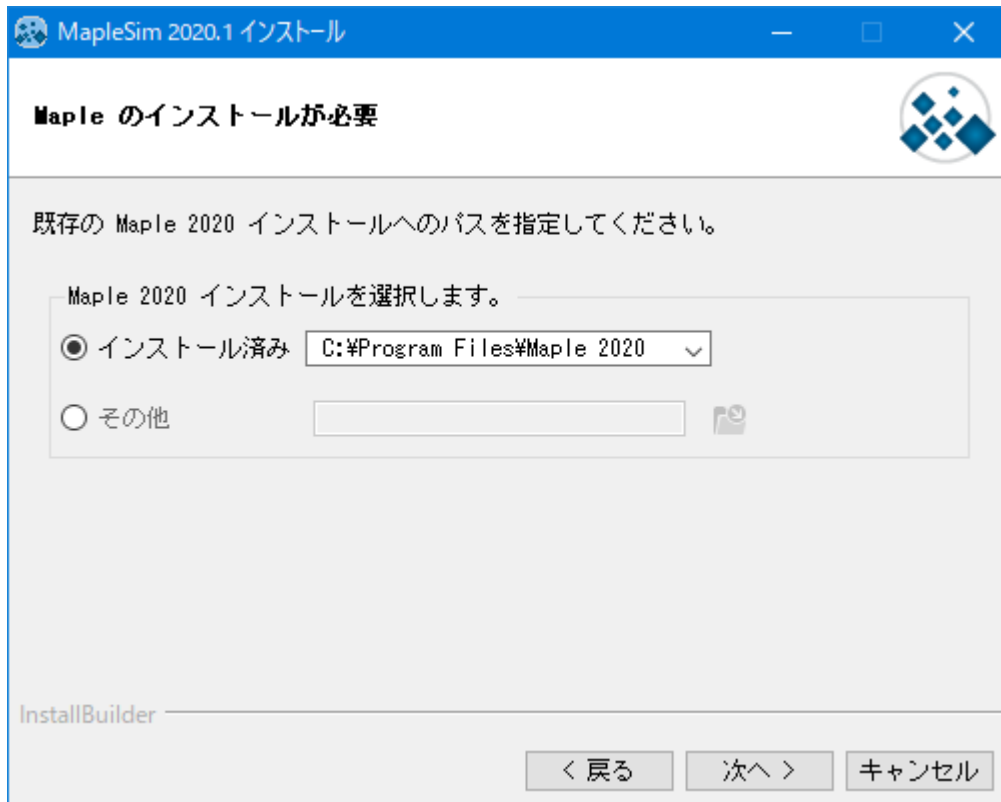 MapleSim 2020.1 インストール
Maple のインストールが必要
既存の Maple 2020 インストールへのパスを指定してください。
Maple 2020 インストールを選択します。
インストール済み C:¥Program Files¥Maple 2020
その他
InstallBuilder
< 戻る 次へ > キャンセル